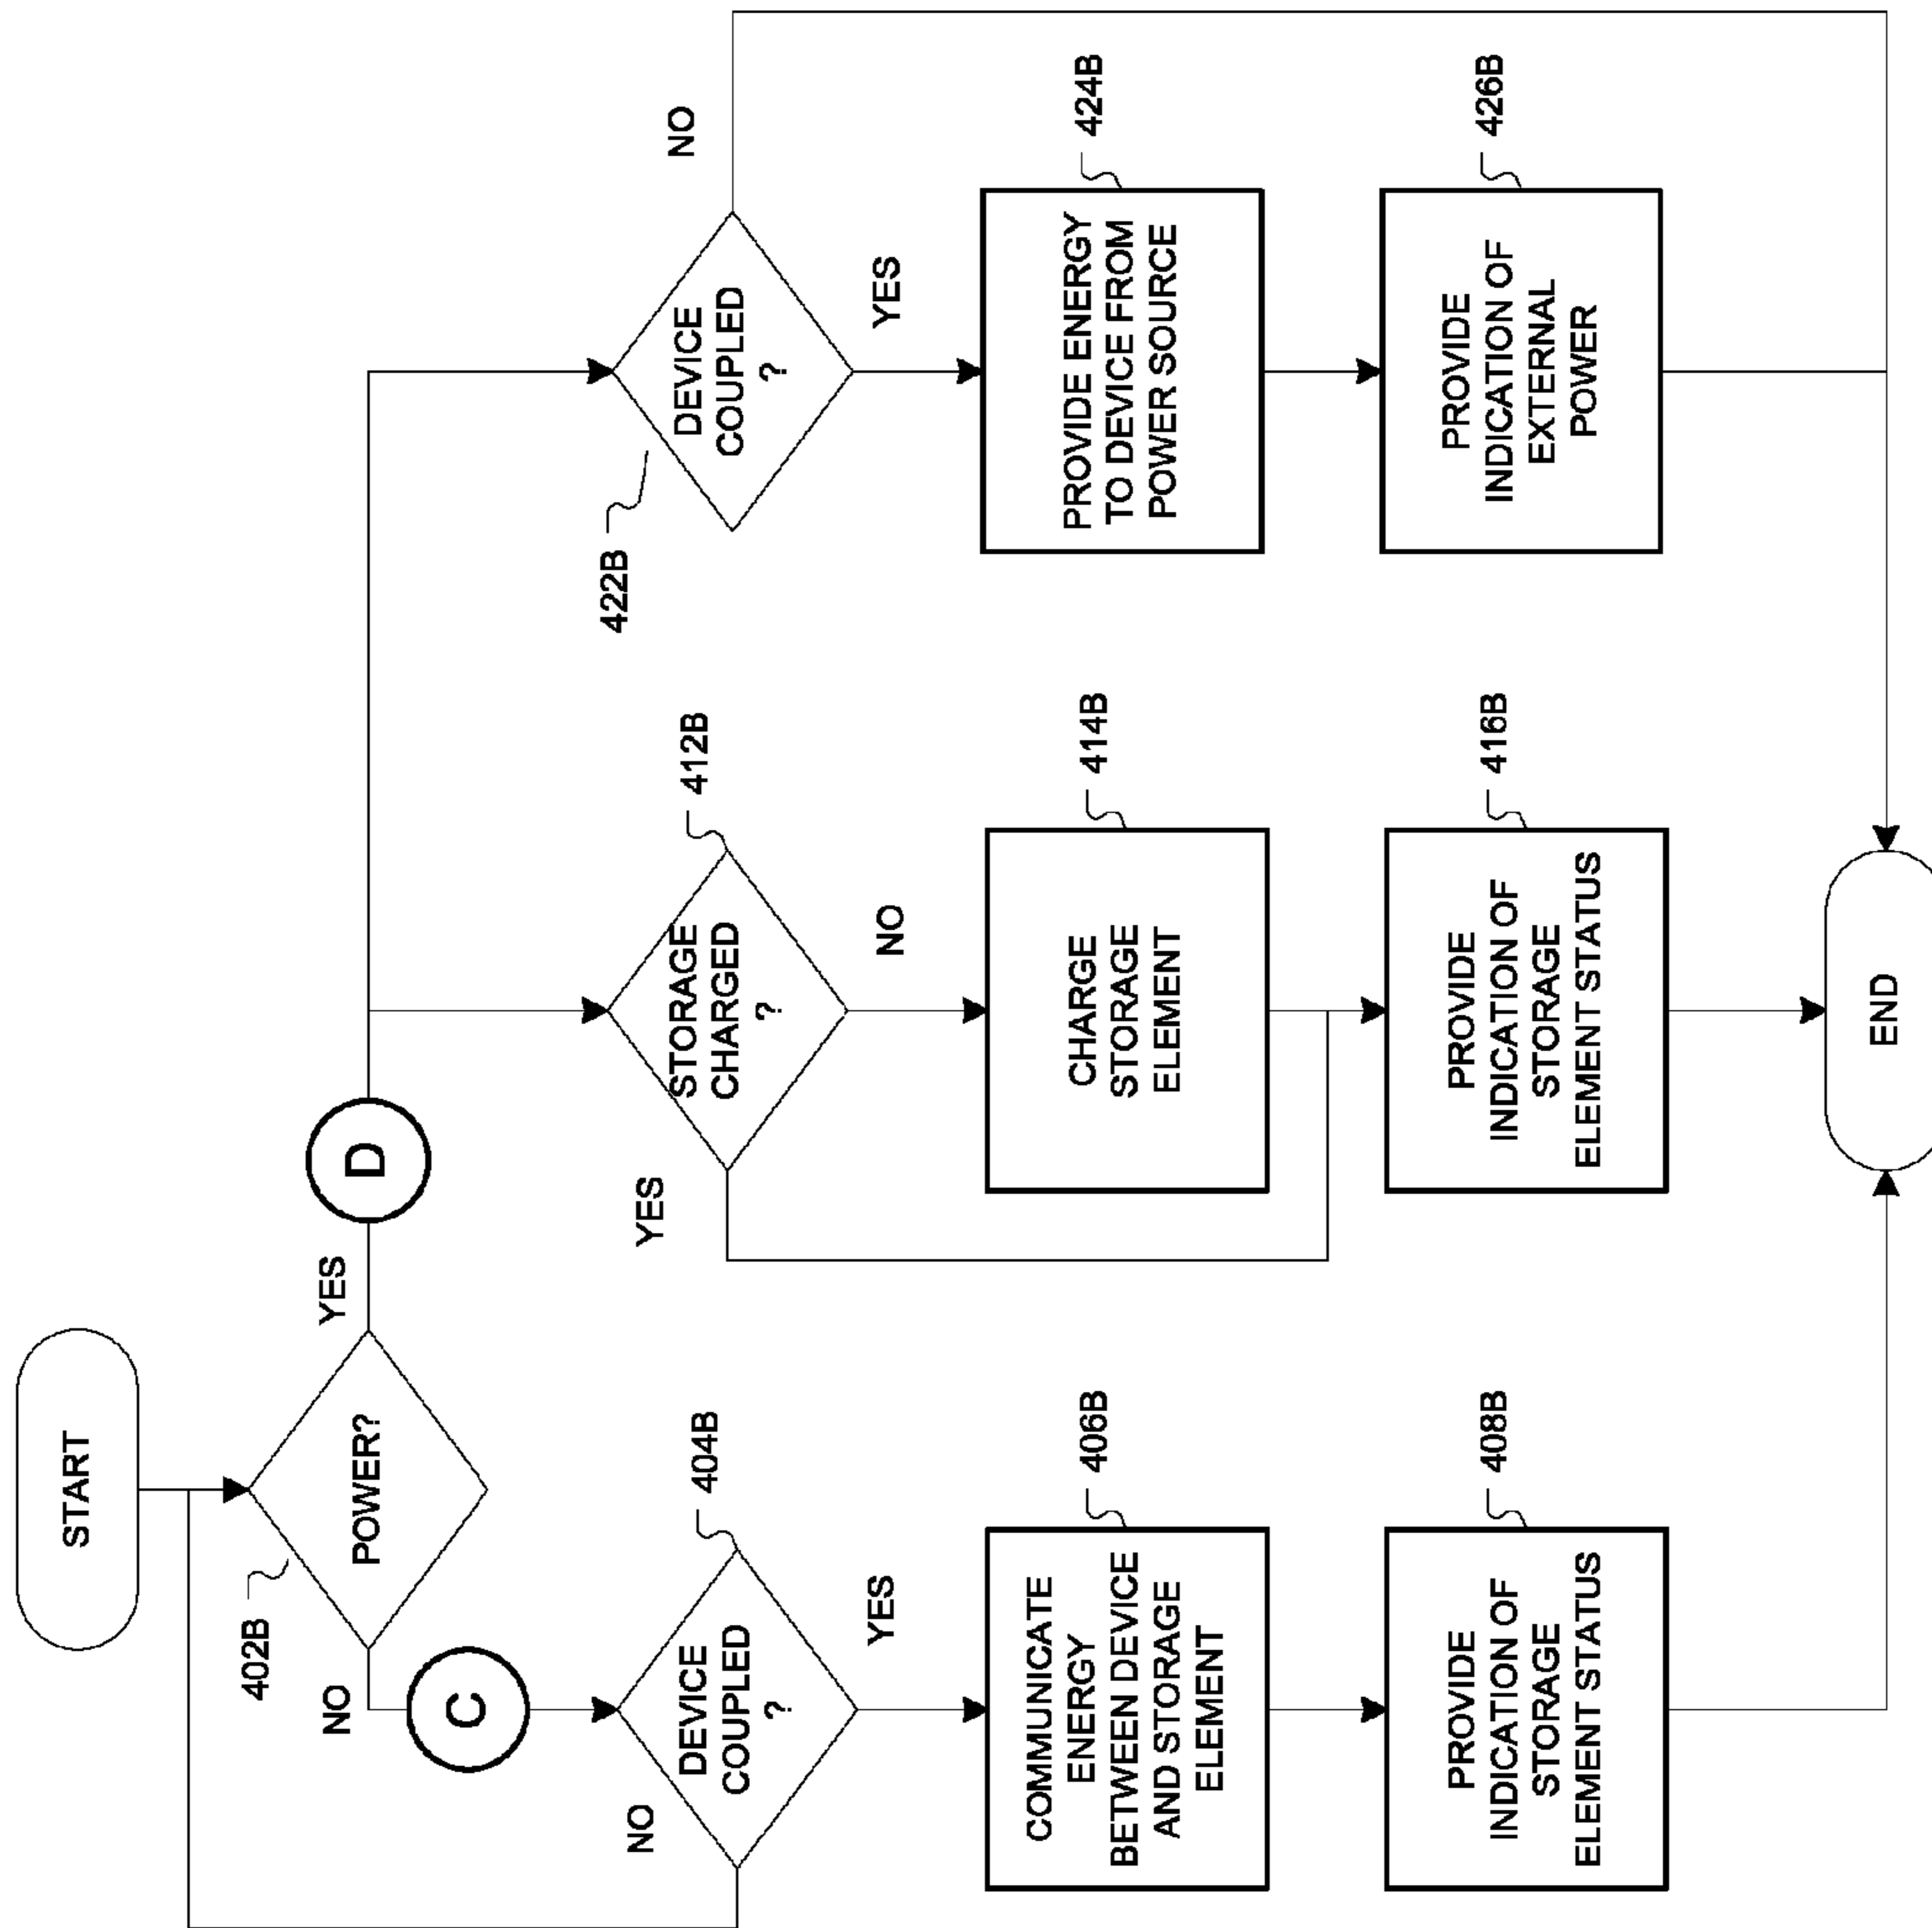 START
402B
POWER?
YES
D
NO
C
404B
DEVICE
COUPLED
?
NO
YES
406B
COMMUNICATE
ENERGY
BETWEEN DEVICE
AND STORAGE
ELEMENT
408B
PROVIDE
INDICATION OF
STORAGE
ELEMENT STATUS
412B
STORAGE
CHARGED
?
YES
NO
414B
CHARGE
STORAGE
ELEMENT
416B
PROVIDE
INDICATION OF
STORAGE
ELEMENT STATUS
422B
DEVICE
COUPLED
?
NO
YES
424B
PROVIDE ENERGY
TO DEVICE FROM
POWER SOURCE
426B
PROVIDE
INDICATION OF
EXTERNAL
POWER
END